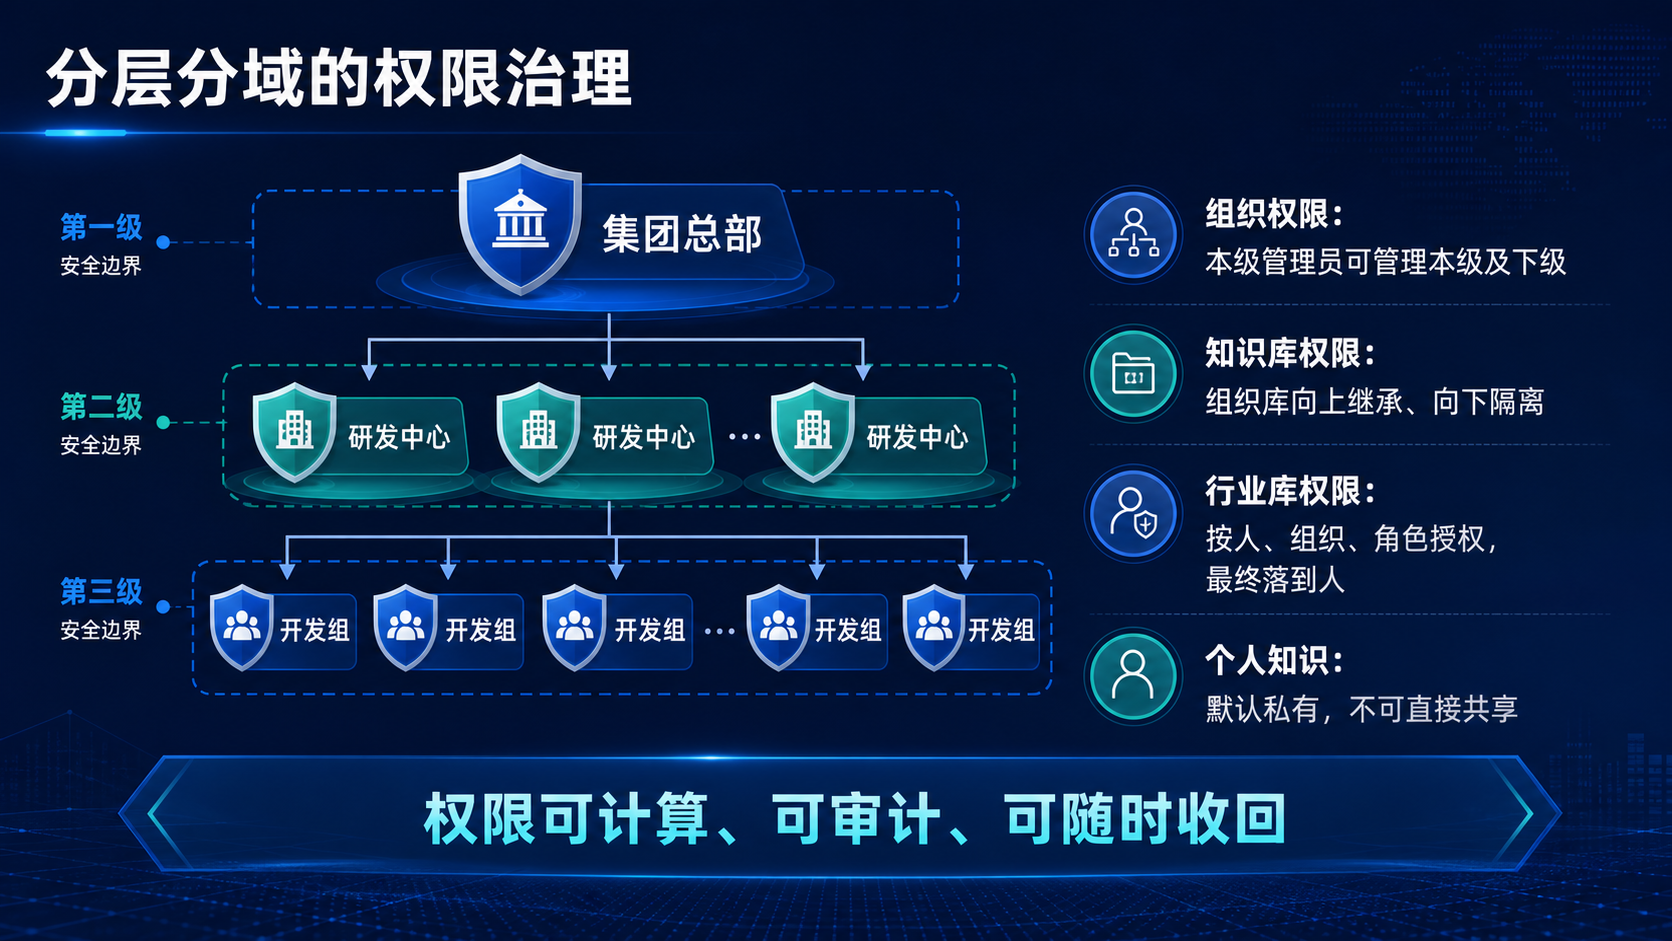 分层分域的权限治理
第一级
安全边界
集团总部
第二级
安全边界
研发中心
研发中心
...
研发中心
第三级
安全边界
开发组
开发组
开发组
...
开发组
开发组
组织权限：
本级管理员可管理本级及下级
知识库权限：
组织库向上继承、向下隔离
行业库权限：
按人、组织、角色授权，
最终落到人
个人知识：
默认私有，不可直接共享
权限可计算、可审计、可随时收回